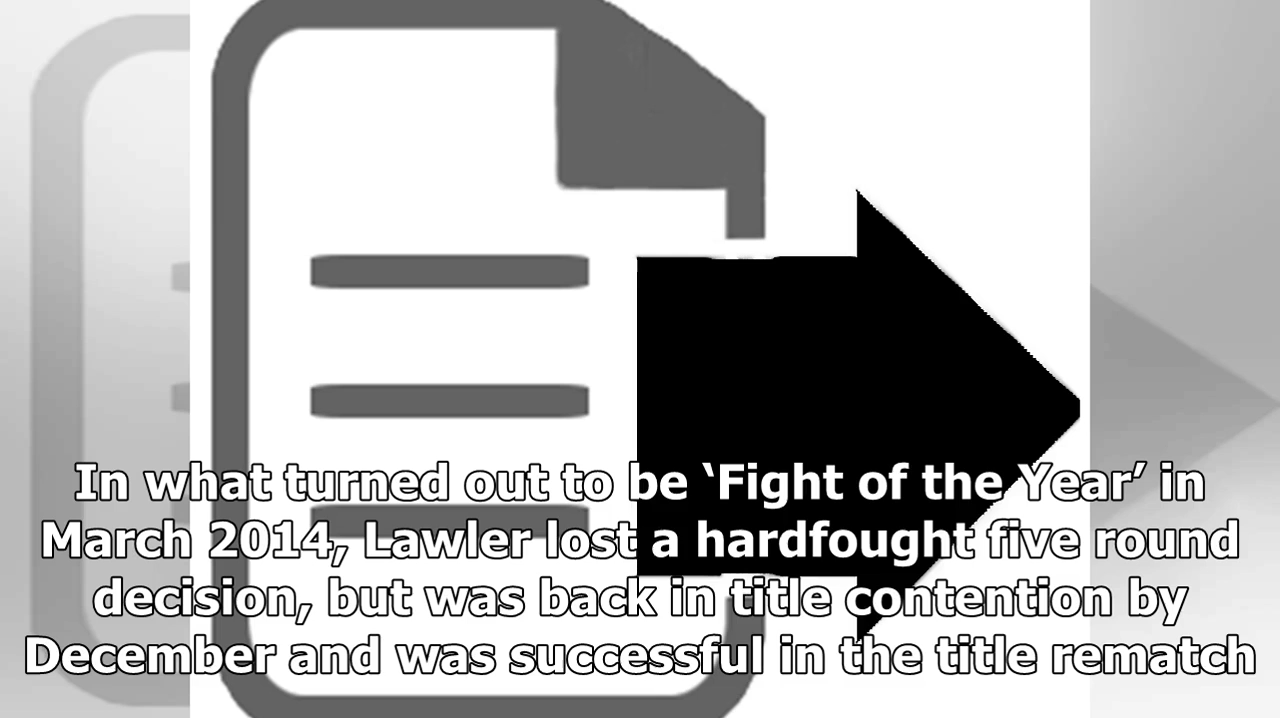 In what turned out to be ‘Fight of the Year’ in
March 2014, Lawler lost a hardfought five round
decision, but was back in title contention by
December and was successful in the title rematch